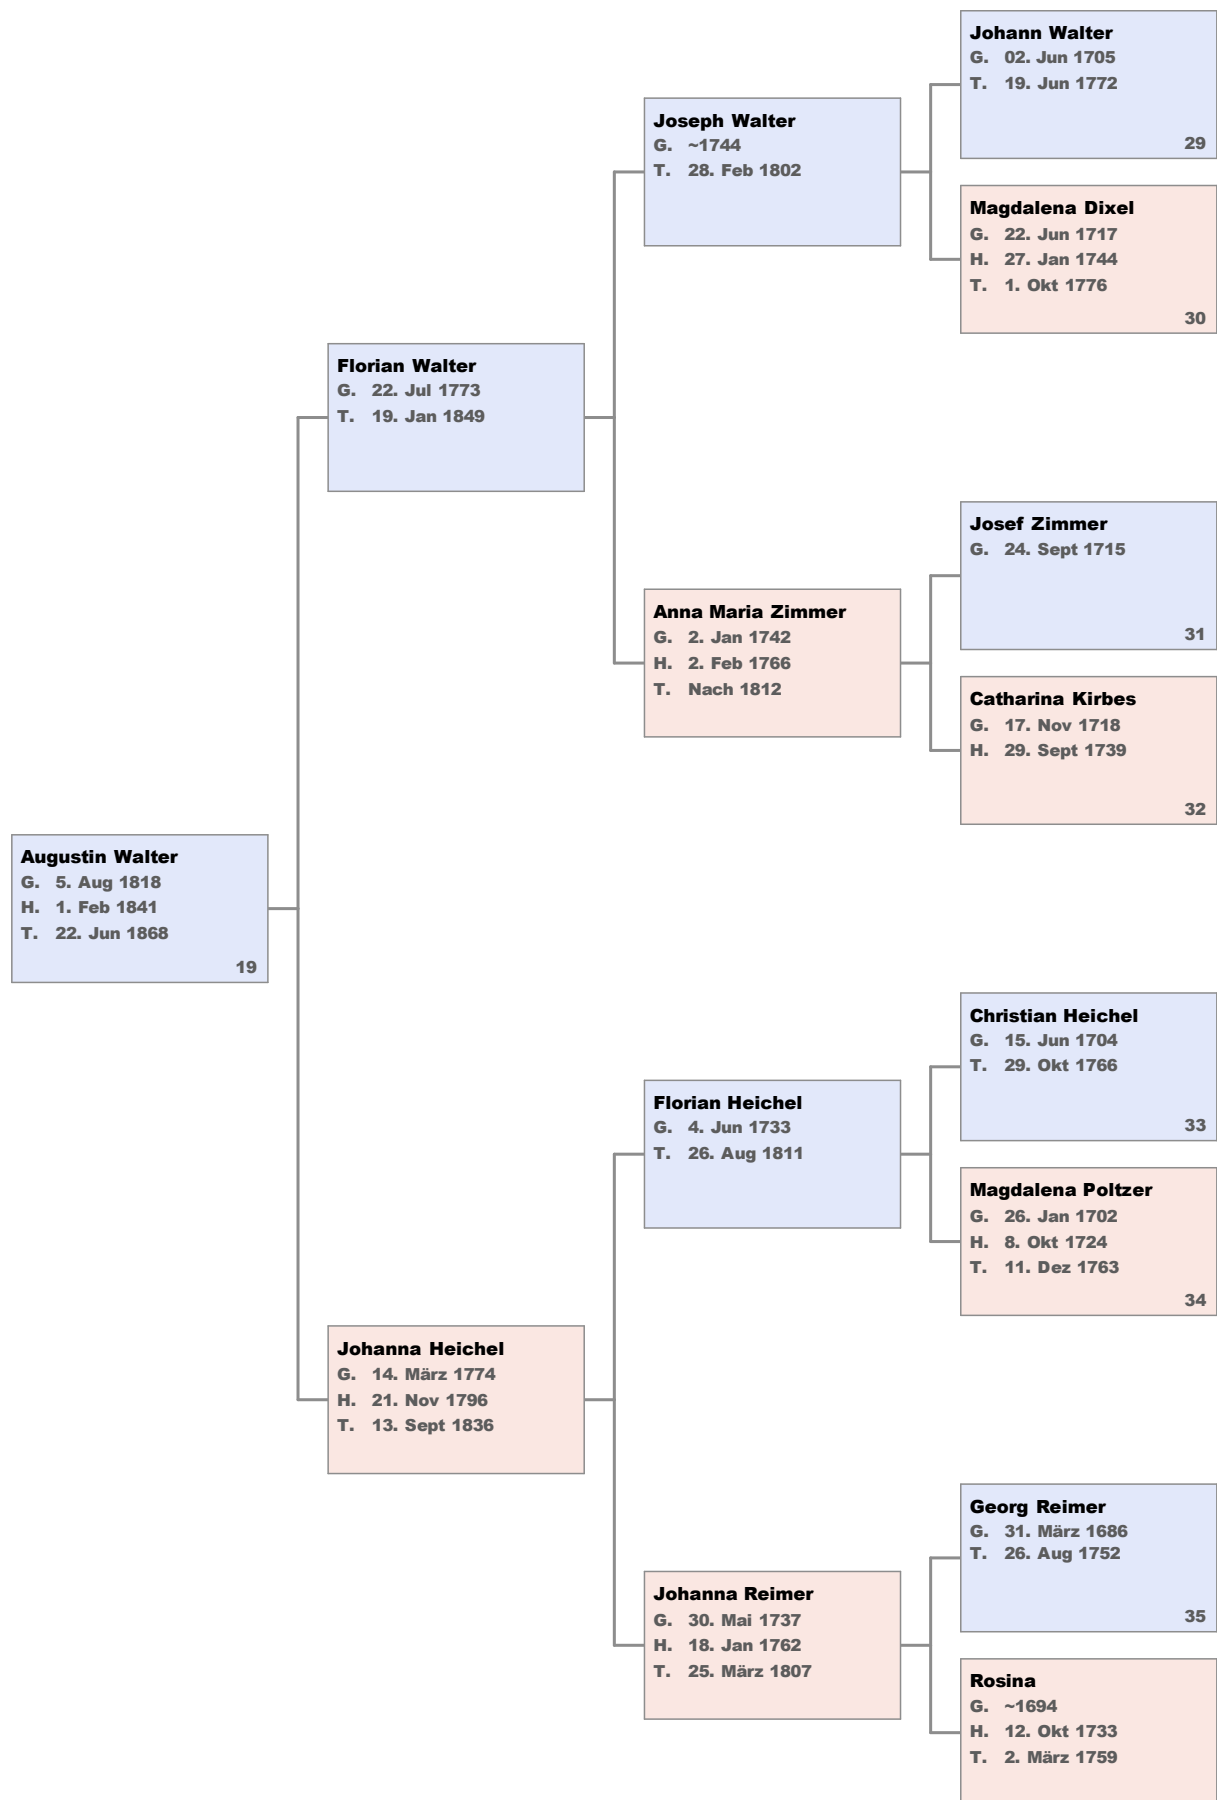 Johann Walter
G. 02. Jun 1705
T. 19. Jun 1772
29
Joseph Walter
G. ~1744
T. 28. Feb 1802
Magdalena Dixel
G. 22. Jun 1717
H. 27. Jan 1744
T. 1. Okt 1776
30
Florian Walter
G. 22. Jul 1773
T. 19. Jan 1849
Josef Zimmer
G. 24. Sept 1715
31
Anna Maria Zimmer
G. 2. Jan 1742
H. 2. Feb 1766
T. Nach 1812
Catharina Kirbes
G. 17. Nov 1718
H. 29. Sept 1739
32
Augustin Walter
G. 5. Aug 1818
H. 1. Feb 1841
T. 22. Jun 1868
19
Christian Heichel
G. 15. Jun 1704
T. 29. Okt 1766
33
Florian Heichel
G. 4. Jun 1733
T. 26. Aug 1811
Magdalena Poltzer
G. 26. Jan 1702
H. 8. Okt 1724
T. 11. Dez 1763
34
Johanna Heichel
G. 14. März 1774
H. 21. Nov 1796
T. 13. Sept 1836
Georg Reimer
G. 31. März 1686
T. 26. Aug 1752
35
Johanna Reimer
G. 30. Mai 1737
H. 18. Jan 1762
T. 25. März 1807
Rosina
G. ~1694
H. 12. Okt 1733
T. 2. März 1759